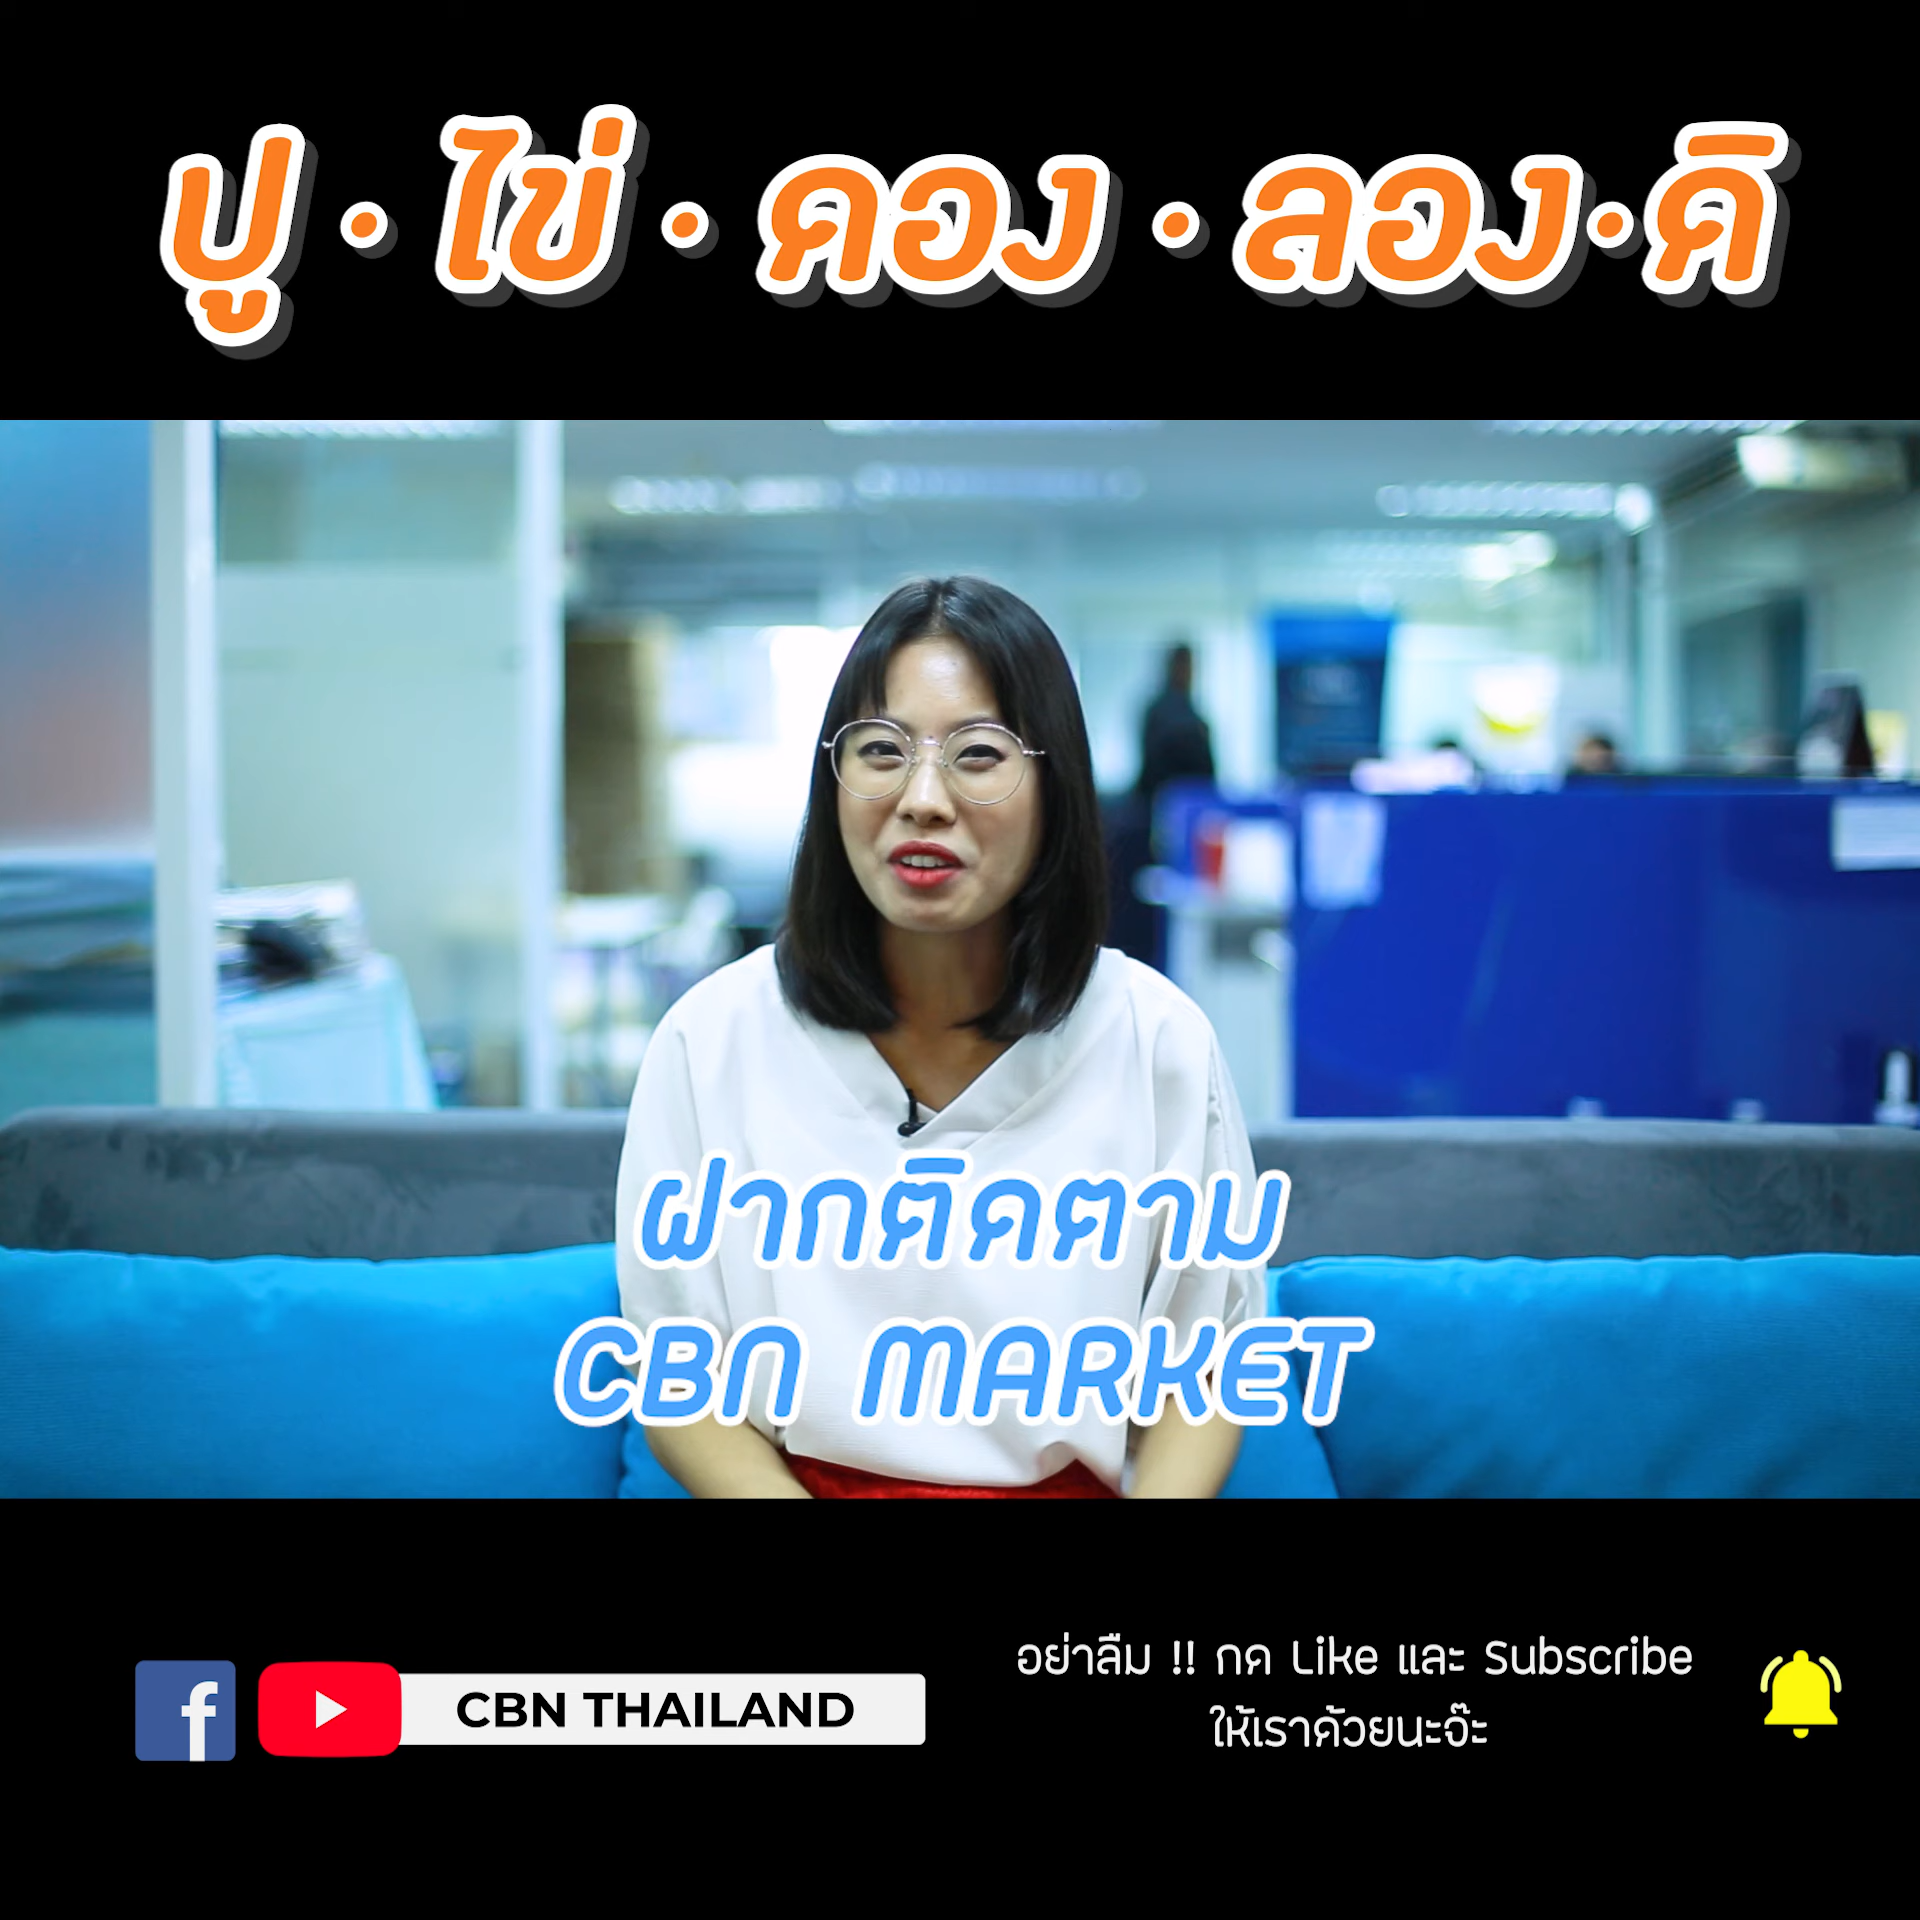 ปู · ไข่ · ดอง · ลอง · ดิ
ฝากติดตาม
CBN MARKET
f
CBN THAILAND
อย่าลืม !! กด Like และ Subscribe
ให้เราด้วยนะจ๊ะ